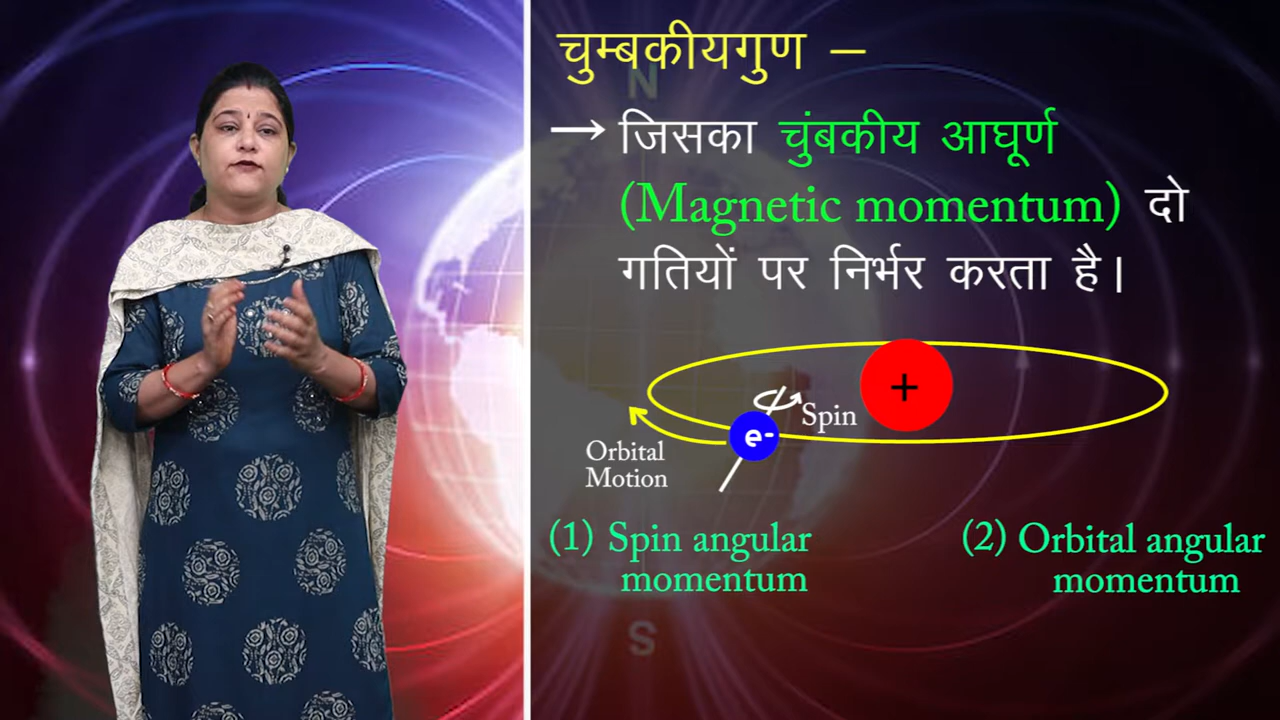 चुम्बकीयगुण –
→ जिसका चुंबकीय आघूर्ण
(Magnetic momentum) दो
गतियों पर निर्भर करता है।
+
Spin
e-
Orbital
Motion
(1) Spin angular
momentum
(2) Orbital angular
momentum
N
S